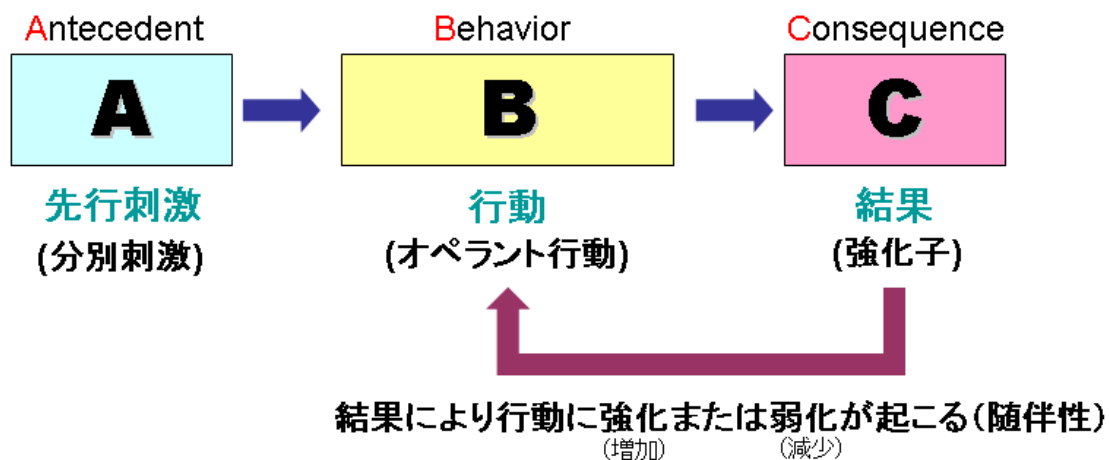 Antecedent
Behavior
Consequence
A
B
C
先行刺激
行動
結果
(分別刺激)
(オペラント行動)
(強化子)
結果により行動に強化または弱化が起こる(随伴性)
(増加)
(減少)